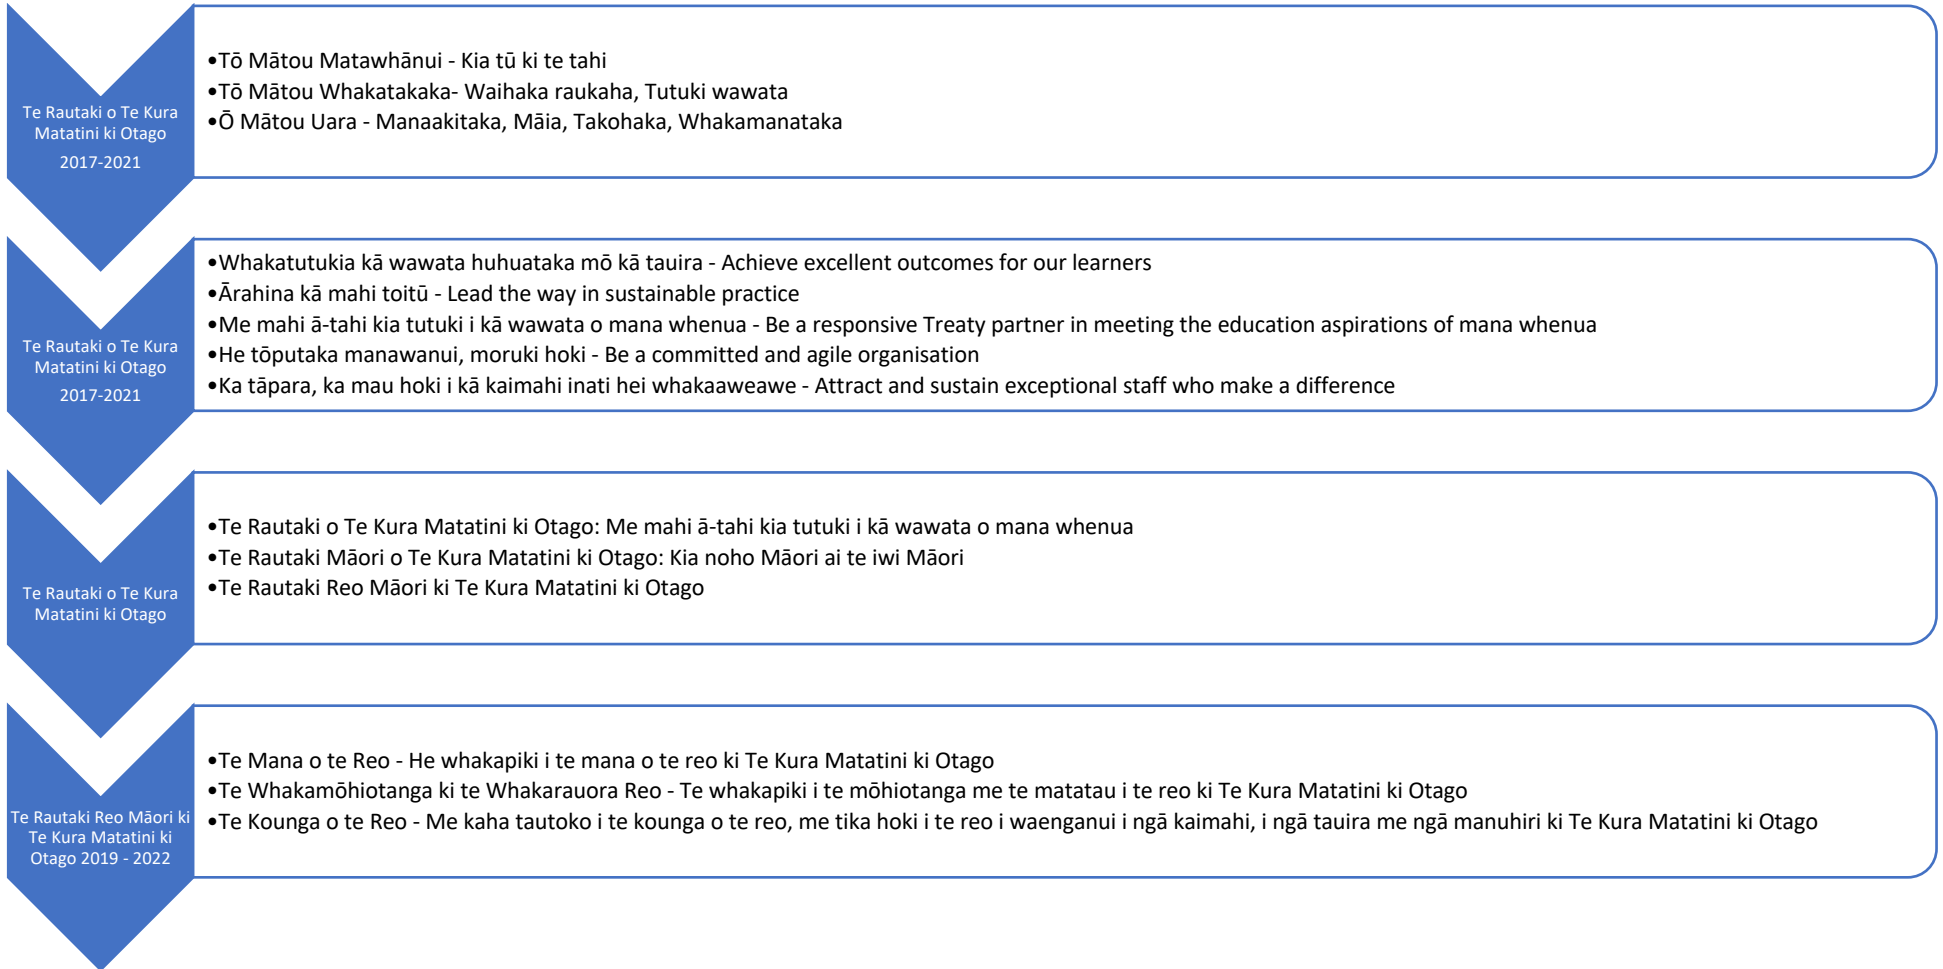 Te Rautaki o Te Kura
Matatini ki Otago
2017-2021
•Tō Mātou Matawhānui - Kia tū ki te tahi
•Tō Mātou Whakatakaka- Waihaka raukaha, Tutuki wawata
•Ō Mātou Uara - Manaakitaka, Māia, Takohaka, Whakamanataka
Te Rautaki o Te Kura
Matatini ki Otago
2017-2021
•Whakatutukia kā wawata huhuataka mō kā tauira - Achieve excellent outcomes for our learners
•Ārahina kā mahi toitū - Lead the way in sustainable practice
•Me mahi ā-tahi kia tutuki i kā wawata o mana whenua - Be a responsive Treaty partner in meeting the education aspirations of mana whenua
•He tōputaka manawanui, moruki hoki - Be a committed and agile organisation
•Ka tāpara, ka mau hoki i kā kaimahi inati hei whakaaweawe - Attract and sustain exceptional staff who make a difference
Te Rautaki o Te Kura
Matatini ki Otago
•Te Rautaki o Te Kura Matatini ki Otago: Me mahi ā-tahi kia tutuki i kā wawata o mana whenua
•Te Rautaki Māori o Te Kura Matatini ki Otago: Kia noho Māori ai te iwi Māori
•Te Rautaki Reo Māori ki Te Kura Matatini ki Otago
Te Rautaki Reo Māori ki
Te Kura Matatini ki
Otago 2019 - 2022
•Te Mana o te Reo - He whakapiki i te mana o te reo ki Te Kura Matatini ki Otago
•Te Whakamōhiotanga ki te Whakarauora Reo - Te whakapiki i te mōhiotanga me te matatau i te reo ki Te Kura Matatini ki Otago
•Te Kounga o te Reo - Me kaha tautoko i te kounga o te reo, me tika hoki i te reo i waenganui i ngā kaimahi, i ngā tauira me ngā manuhiri ki Te Kura Matatini ki Otago